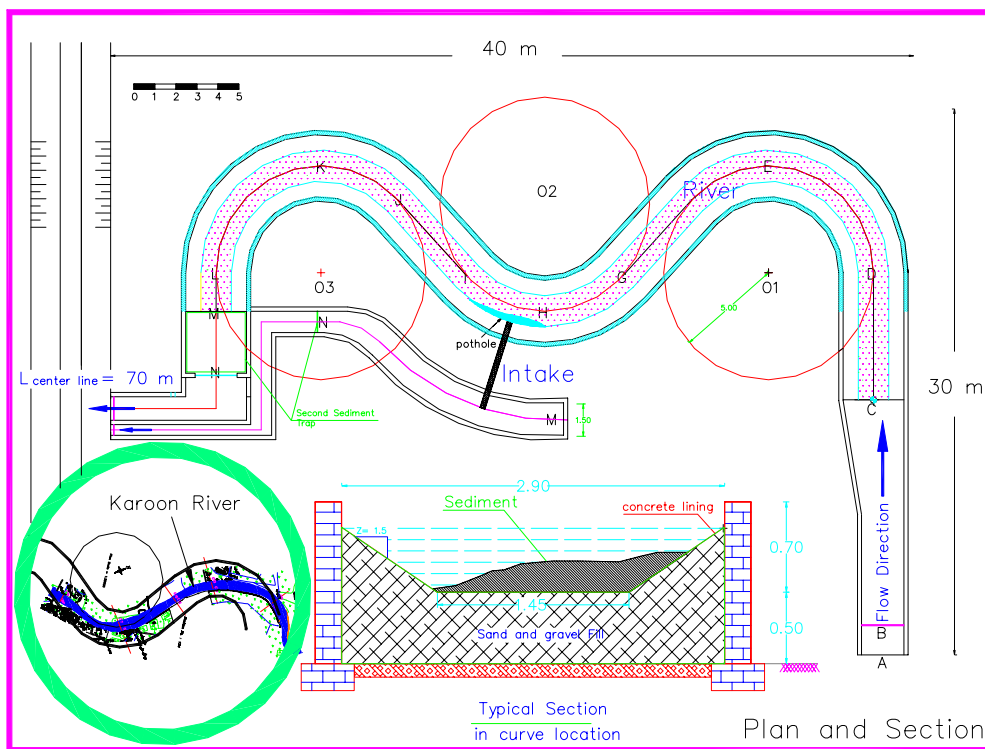 40 m
0 1 2 3 4 5
K
E
O2
River
J
L
I
G
D
O3
O1
H
5.00
M
N
pothole
Intake
N
L center line = 70 m
30 m
C
Second Sediment
Trap
M
1.50
Karoon River
2.90
Sediment
concrete lining
Z= 1.5
0.70
Flow Direction
1.45
0.50
Sand and gravel Fill
B
A
Typical Section
in curve location
Plan and Section